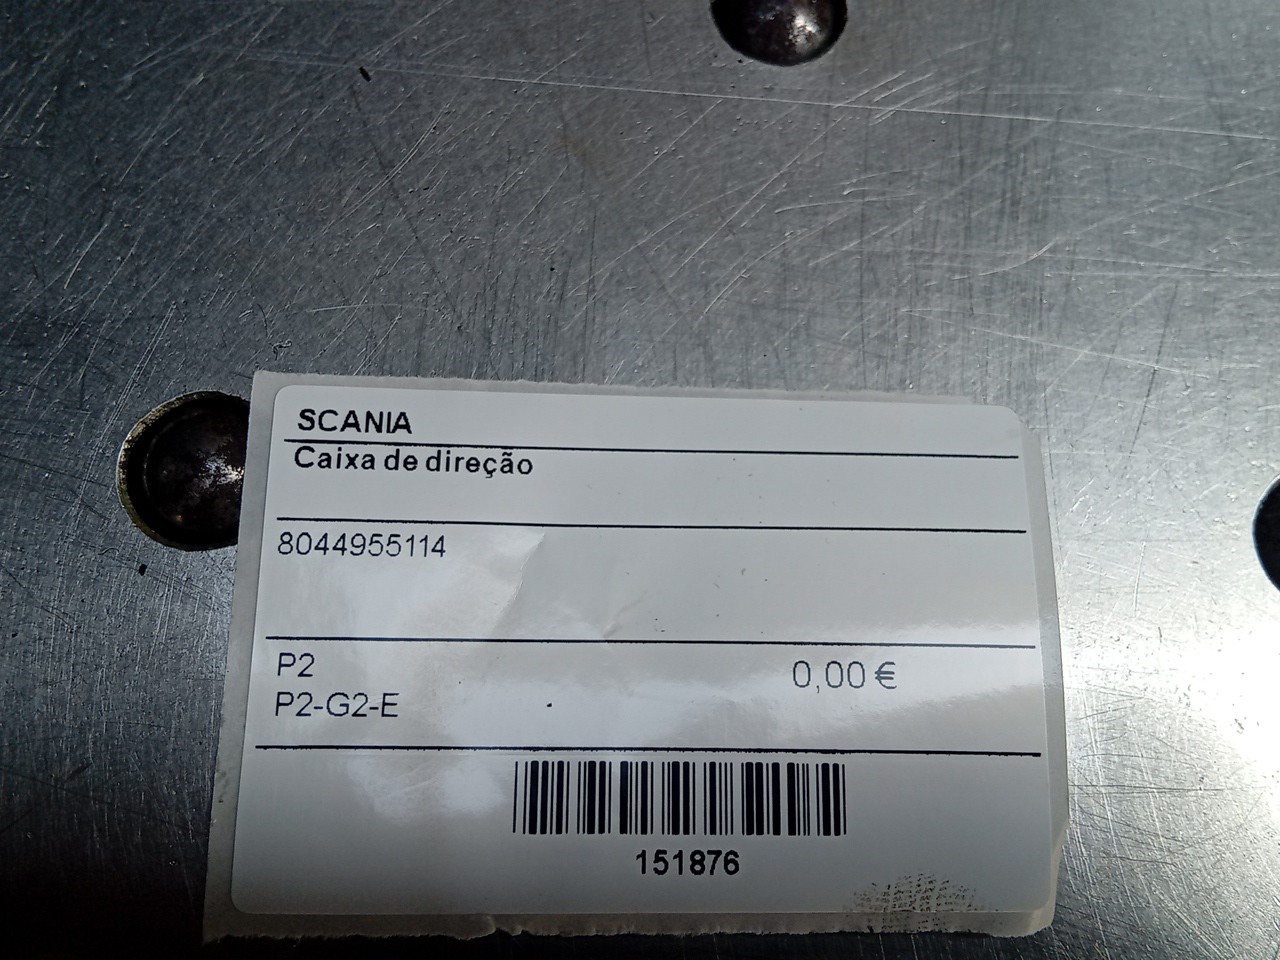 SCANIA
Caixa de direção
8044955114
P2
0,00 €
P2-G2-E
151876